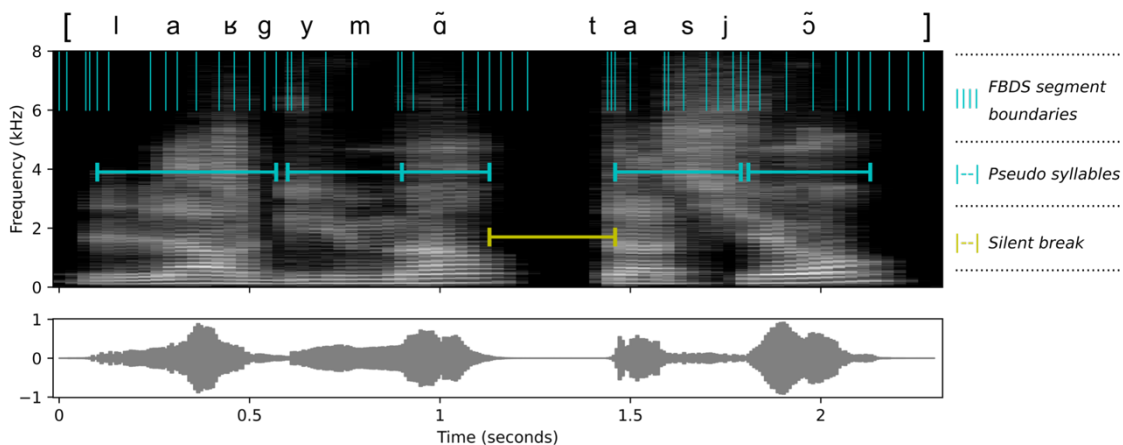 [ l a ʁ g y m ɑ̃ t a s j ɔ̃ ]
8
6
4
2
0
Frequency (kHz)
FBDS segment
boundaries
Pseudo syllables
Silent break
1
0
−1
0 0.5 1 1.5 2
Time (seconds)